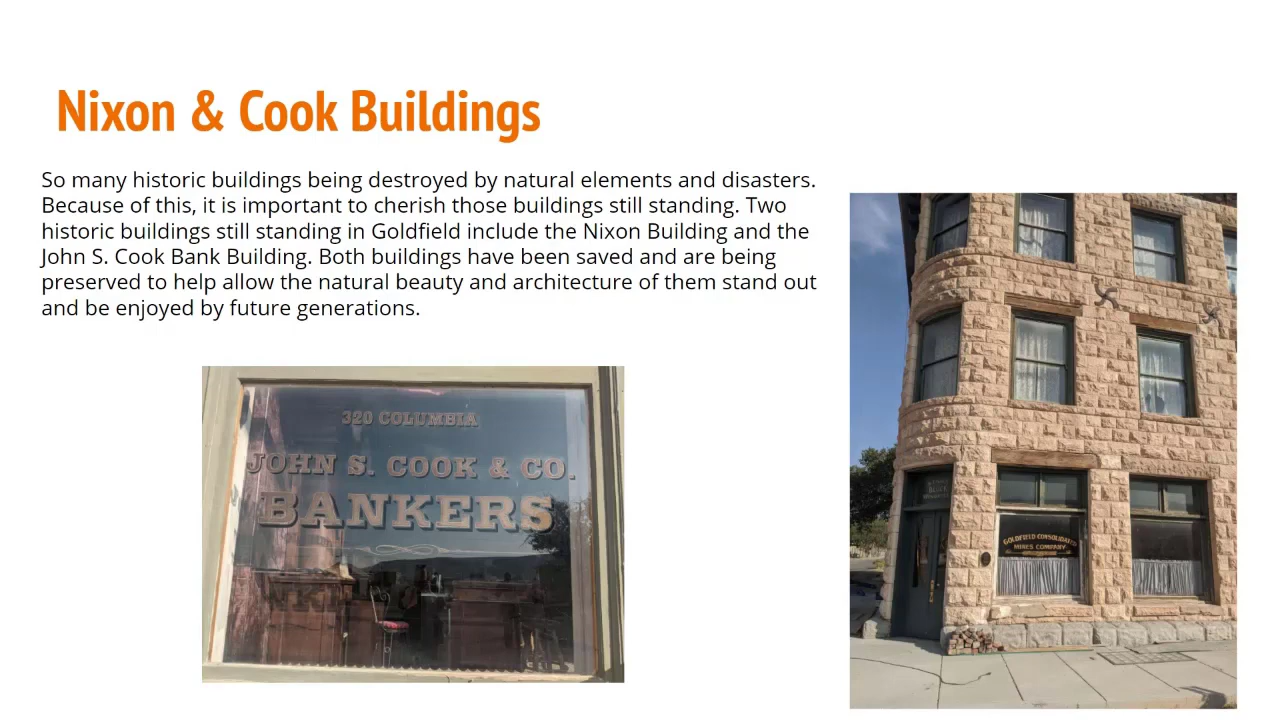 Nixon & Cook Buildings
So many historic buildings being destroyed by natural elements and disasters.
Because of this, it is important to cherish those buildings still standing. Two
historic buildings still standing in Goldfield include the Nixon Building and the
John S. Cook Bank Building. Both buildings have been saved and are being
preserved to help allow the natural beauty and architecture of them stand out
and be enjoyed by future generations.
320 COLUMBIA
JOHN S. COOK & CO.
BANKERS
GOLDFIELD CONSOLIDATED
MINES COMPANY